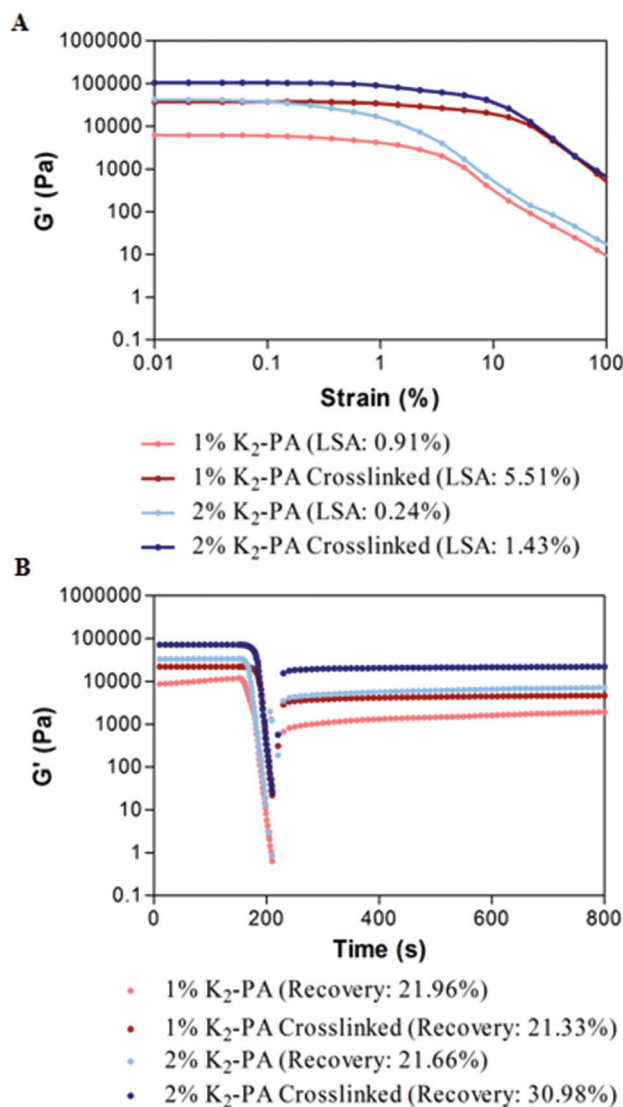 A
1000000
100000
10000
1000
100
10
1
0.1
G' (Pa)
0.01 0.1 1 10 100
Strain (%)
1% K₂-PA (LSA: 0.91%)
1% K₂-PA Crosslinked (LSA: 5.51%)
2% K₂-PA (LSA: 0.24%)
2% K₂-PA Crosslinked (LSA: 1.43%)
B
1000000
100000
10000
1000
100
10
1
0.1
G' (Pa)
0 200 400 600 800
Time (s)
1% K₂-PA (Recovery: 21.96%)
1% K₂-PA Crosslinked (Recovery: 21.33%)
2% K₂-PA (Recovery: 21.66%)
2% K₂-PA Crosslinked (Recovery: 30.98%)